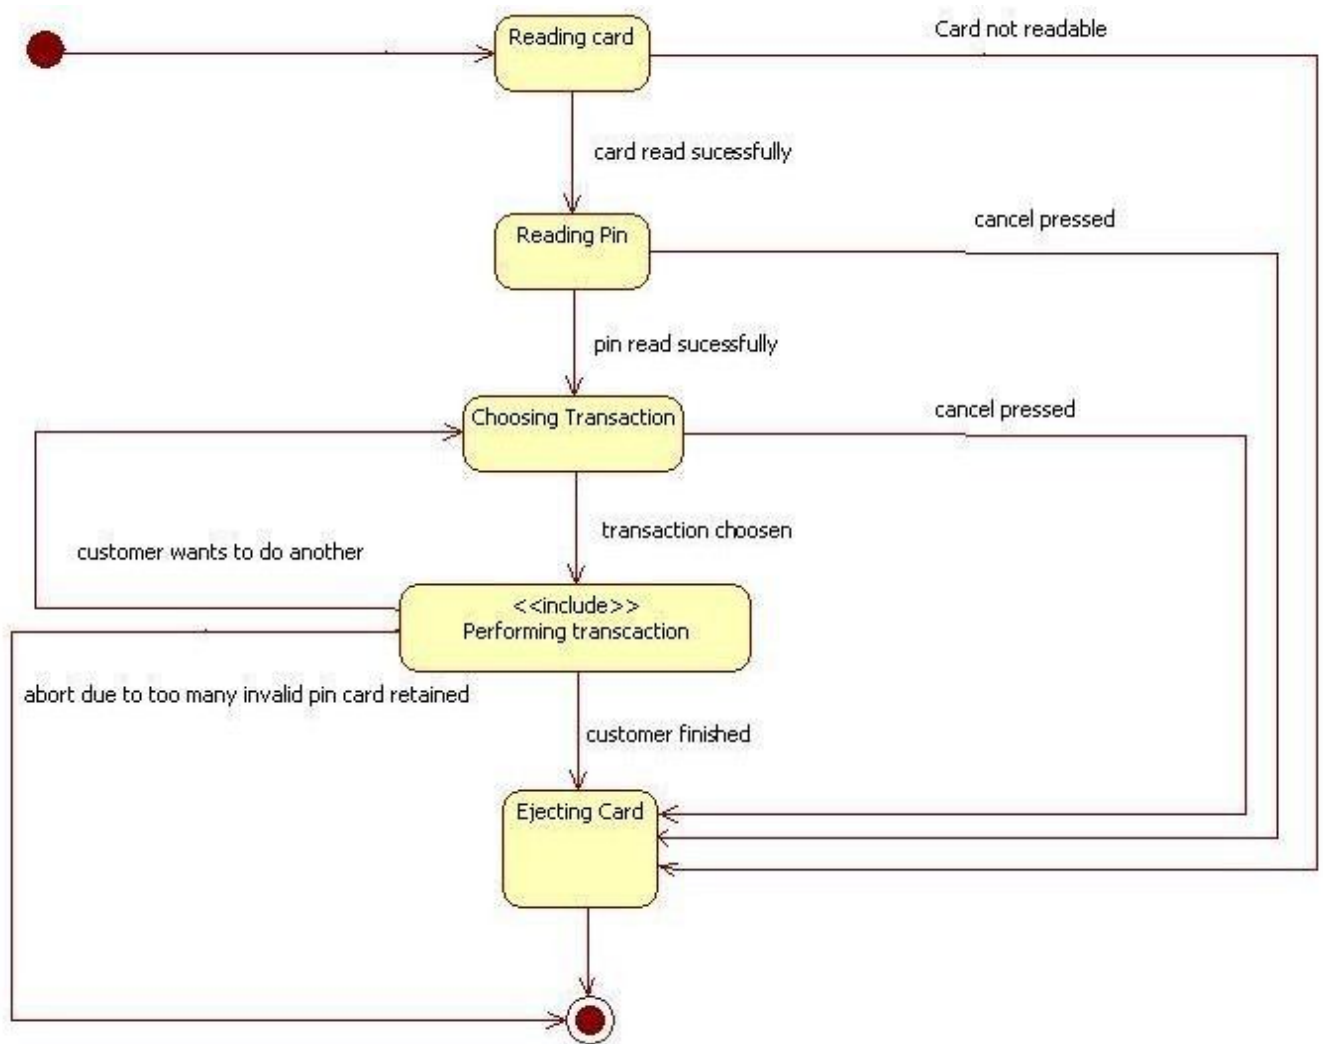 Reading card
Card not readable
card read sucessfully
Reading Pin
cancel pressed
pin read sucessfully
Choosing Transaction
cancel pressed
transaction choosen
customer wants to do another
<<include>>
Performing transcaction
abort due to too many invalid pin card retained
customer finished
Ejecting Card